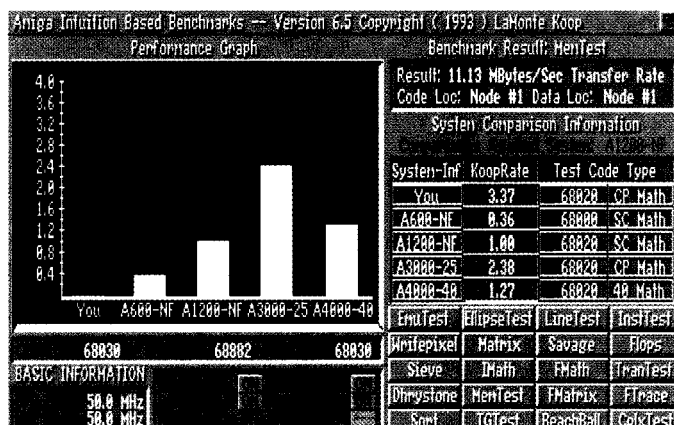 Amiga Intuition Based Benchmarks -- Version 6.5 Copyright ( 1993 ) LaMonte Koop
Performance Graph
4.0
3.6
3.2
2.8
2.4
2.0
1.6
1.2
0.8
0.4
You A600-NF A1200-NF A3000-25 A4000-40
68030 68882 68030
BASIC INFORMATION
50.0 MHz
50.0 MHz
Benchmark Result: MemTest
Result: 11.13 MBytes/Sec Transfer Rate
Code Loc: Node #1 Data Loc: Node #1
System Comparison Information
A1200-NF
System-Inf KoopRate Test Code Type
You 3.37 68020 CP Math
A600-NF 0.36 68000 SC Math
A1200-NF 1.00 68020 SC Math
A3000-25 2.38 68020 CP Math
A4000-40 1.27 68020 40 Math
EmuTest EllipseTest LineTest InstTest
Writepixel Matrix Savage Flops
Sieve IMath FMath TranTest
Dhrystone MemTest FMatrix FTrace
Sort TGTest BeachBall CplxTest